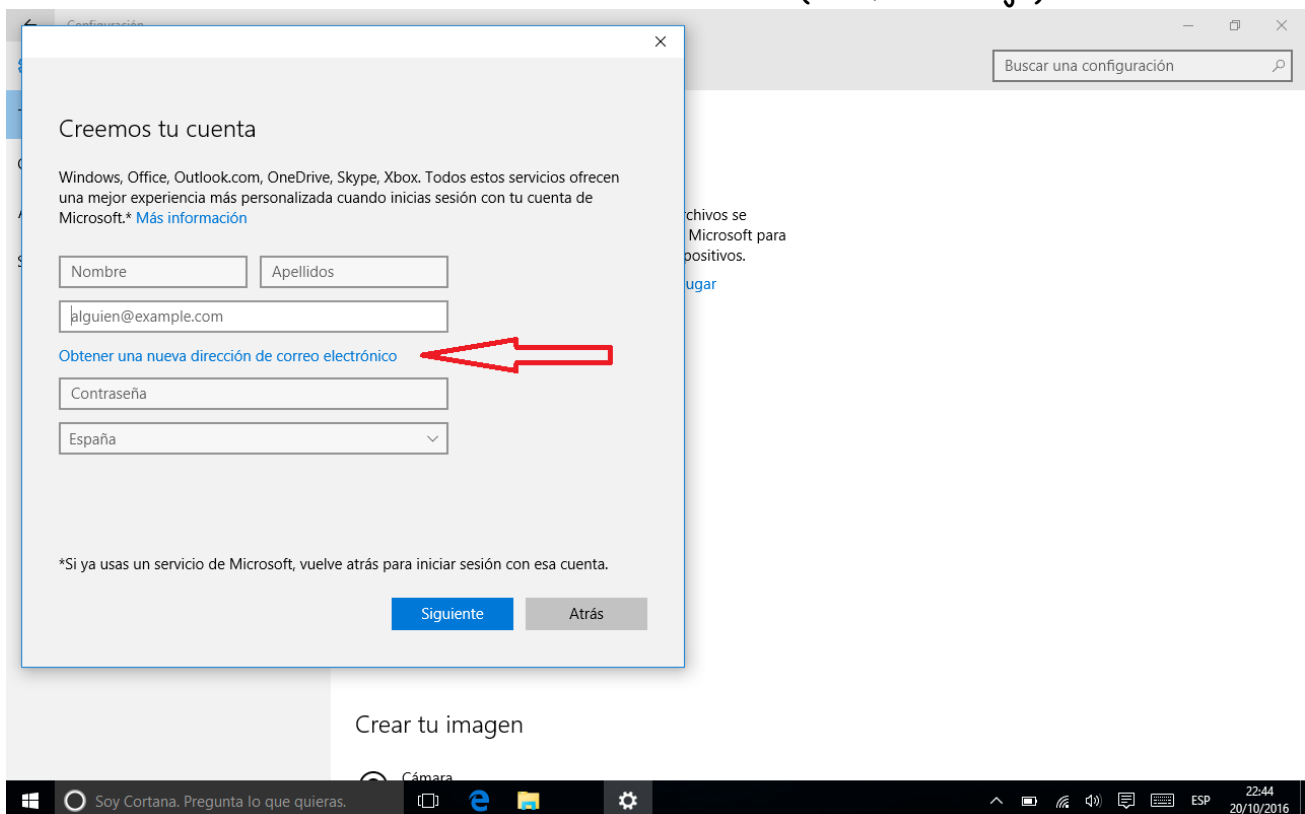 Configuración
Buscar una configuración
Creemos tu cuenta
Windows, Office, Outlook.com, OneDrive, Skype, Xbox. Todos estos servicios ofrecen
una mejor experiencia más personalizada cuando inicias sesión con tu cuenta de
Microsoft.* Más información
chivos se
Microsoft para
positivos.
ugar
Nombre
Apellidos
alguien@example.com
Obtener una nueva dirección de correo electrónico
Contraseña
España
*Si ya usas un servicio de Microsoft, vuelve atrás para iniciar sesión con esa cuenta.
Siguiente
Atrás
Crear tu imagen
Cámara
Soy Cortana. Pregunta lo que quieras.
ESP
22:44
20/10/2016